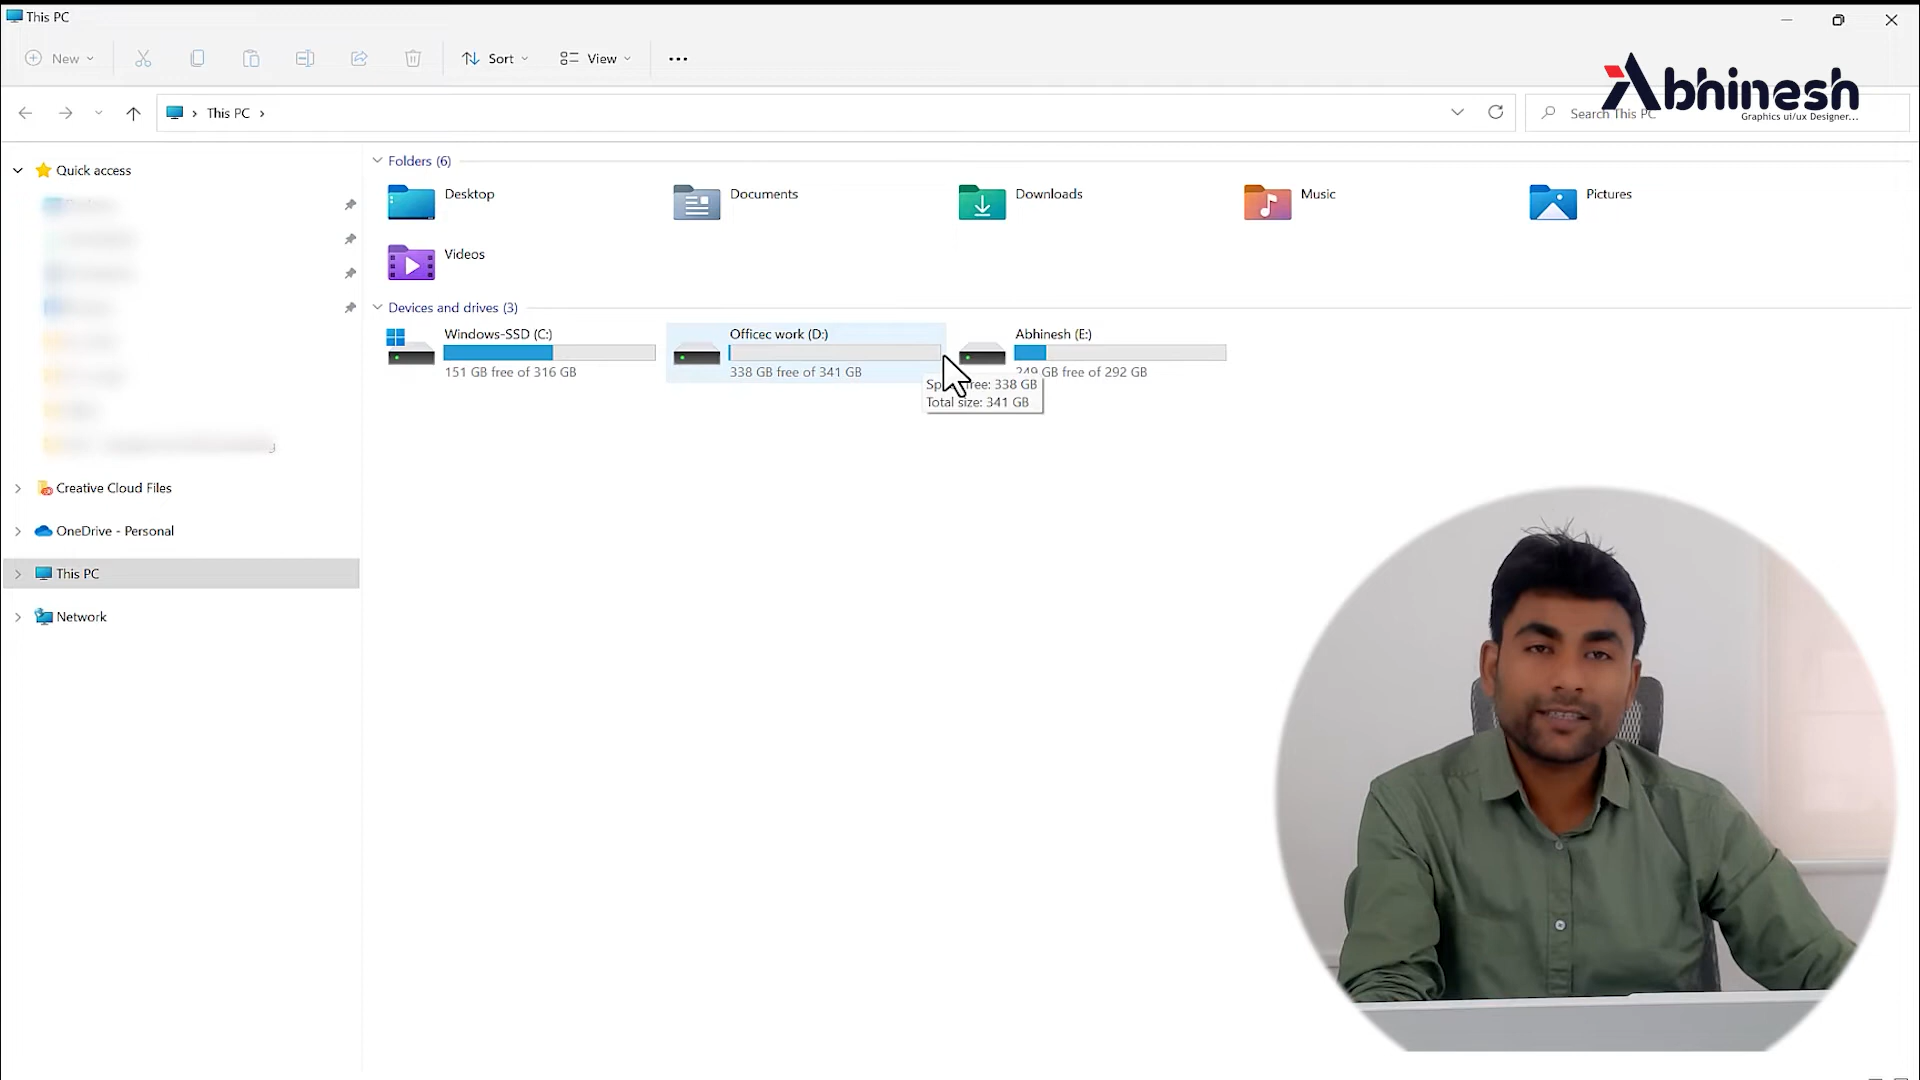 This PC
New
Sort
View
Abhinesh
Graphics ui/ux Designer...
This PC
Search This PC
Quick access
Creative Cloud Files
OneDrive - Personal
This PC
Network
Folders (6)
Desktop
Documents
Downloads
Music
Pictures
Videos
Devices and drives (3)
Windows-SSD (C:)
151 GB free of 316 GB
Officec work (D:)
338 GB free of 341 GB
Abhinesh (E:)
249 GB free of 292 GB
free: 338 GB
Total size: 341 GB